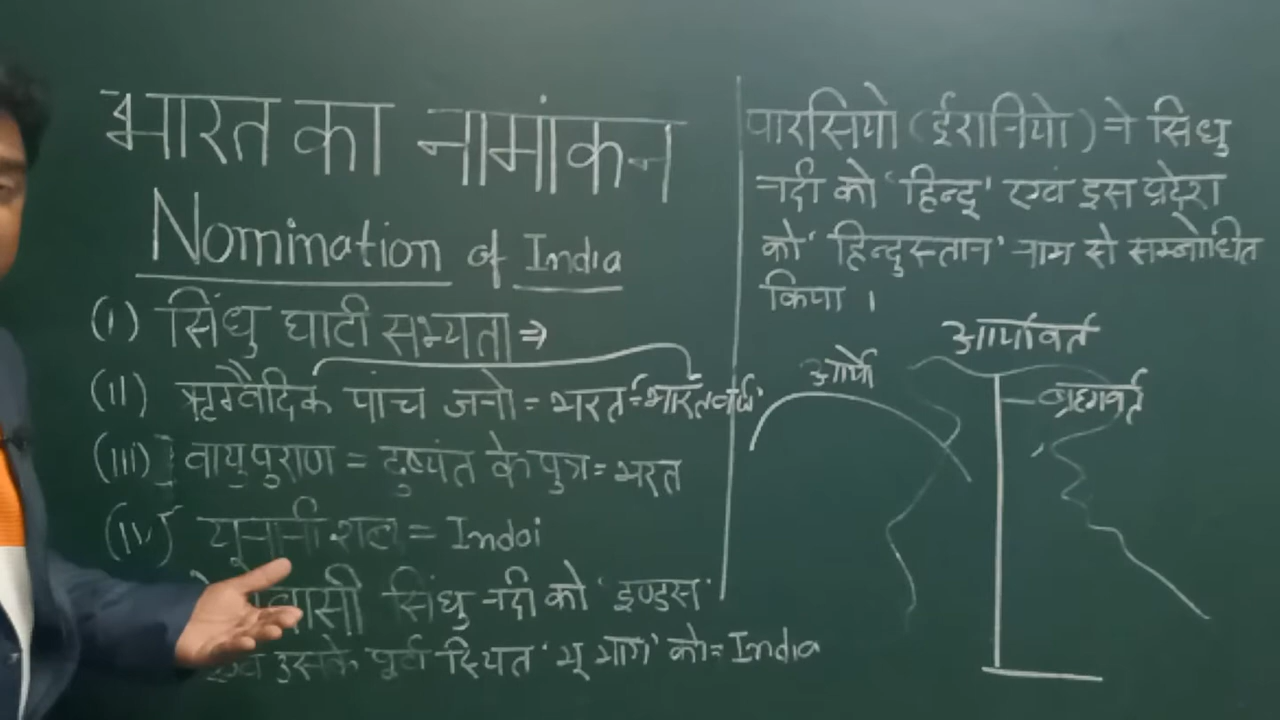 भारत का नामांकन
Nomination of India
(I) सिंधु घाटी सभ्यता ⇒
(II) ऋग्वैदिक पांच जनो = भरत = भारतवर्ष
(III) वायुपुराण = दुष्यंत के पुत्र = भरत
(IV) यूनानी शब्द = Indoi
वासी सिंधु नदी को 'इण्डस'
एवं उसके पूर्वी स्थित 'भू भाग' को = India
पारसियो (ईरानियो) ने सिंधु
नदी को 'हिन्दू' एवं इस प्रदेश
को 'हिन्दुस्तान' नाम से सम्बोधित
किया ।
आर्यावर्त
आर्यो
ब्रह्मावर्त